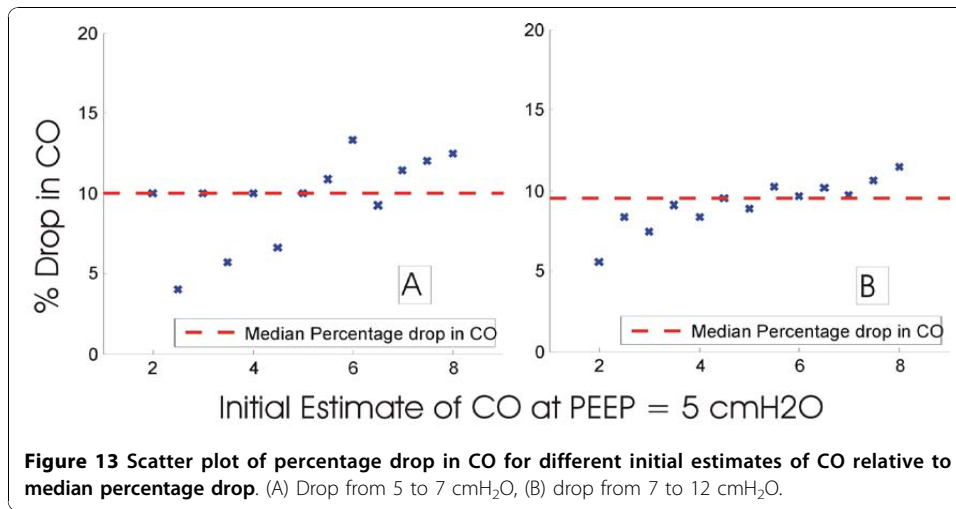 20
15
10
5
0
% Drop in CO
A
Median Percentage drop in CO
2 4 6 8
20
15
10
5
0
B
Median Percentage drop in CO
2 4 6 8
Initial Estimate of CO at PEEP = 5 cmH2O
Figure 13 Scatter plot of percentage drop in CO for different initial estimates of CO relative to
median percentage drop. (A) Drop from 5 to 7 cmH₂O, (B) drop from 7 to 12 cmH₂O.